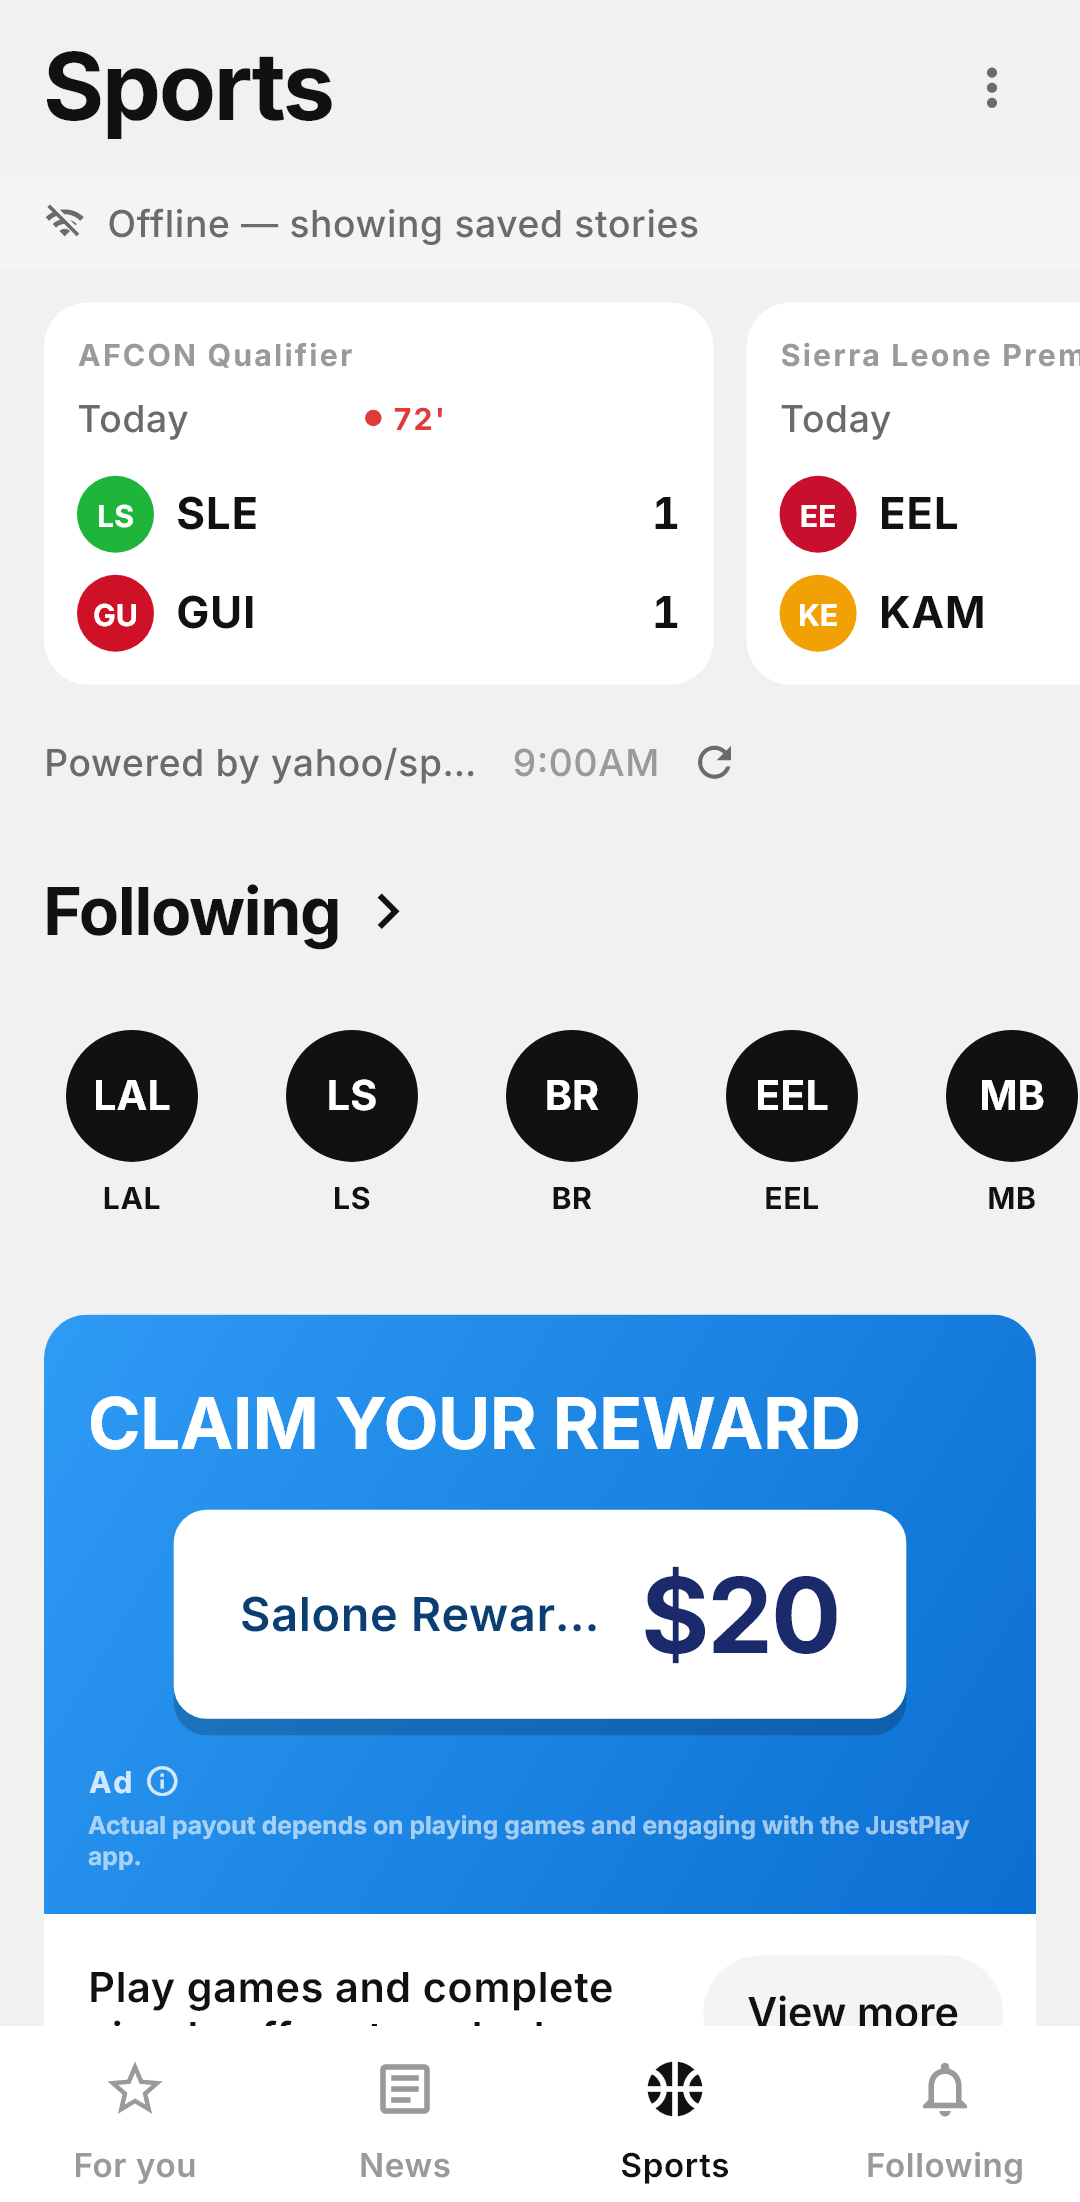 Sports
Offline — showing saved stories
AFCON Qualifier
Today
72'
LS
SLE
1
GU
GUI
1
Sierra Leone Prem
Today
EE
EEL
KE
KAM
Powered by yahoo/sp...
9:00AM
Following
LAL
LS
BR
EEL
MB
LAL
LS
BR
EEL
MB
CLAIM YOUR REWARD
Salone Rewar...
$20
Ad
Actual payout depends on playing games and engaging with the JustPlay
app.
Play games and complete
View more
For you
News
Sports
Following